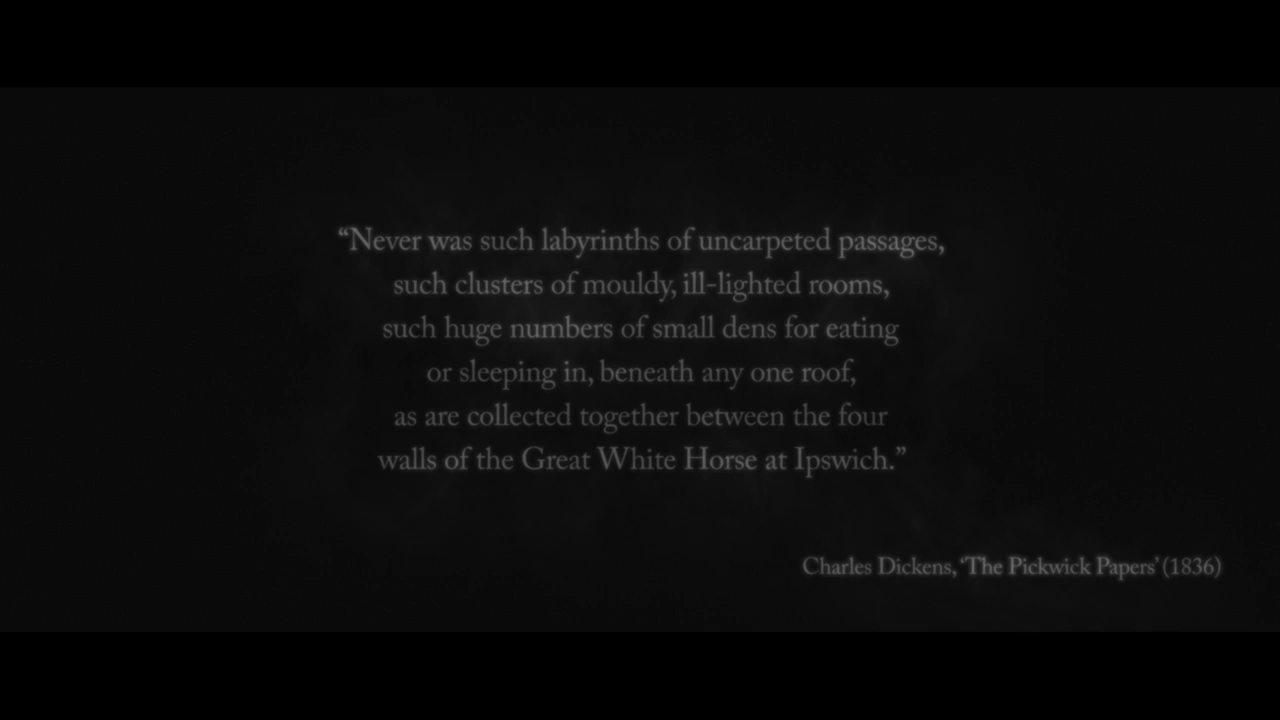 “Never was such labyrinths of uncarpeted passages,
such clusters of mouldy, ill-lighted rooms,
such huge numbers of small dens for eating
or sleeping in, beneath any one roof,
as are collected together between the four
walls of the Great White Horse at Ipswich.”
Charles Dickens, ‘The Pickwick Papers’ (1836)